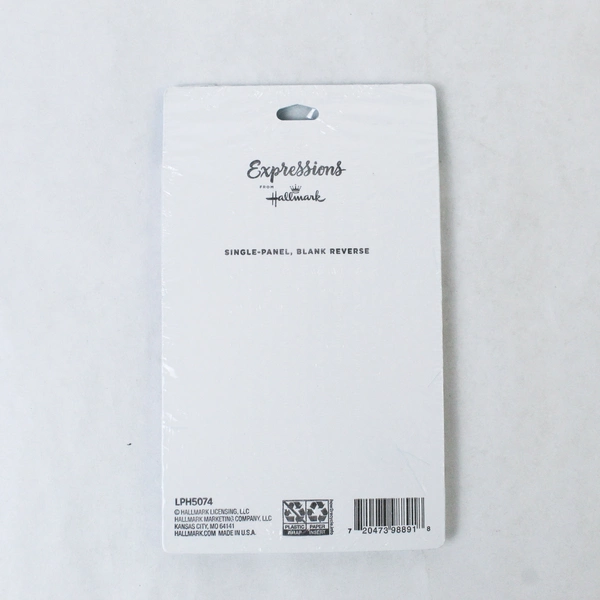 Expressions
FROM
Hallmark
SINGLE-PANEL, BLANK REVERSE
LPH5074
© HALLMARK LICENSING, LLC
HALLMARK MARKETING COMPANY, LLC
KANSAS CITY, MO 64141
HALLMARK.COM MADE IN U.S.A.
PLASTIC
WRAP
PAPER
INSERT
7 20473 98891 8